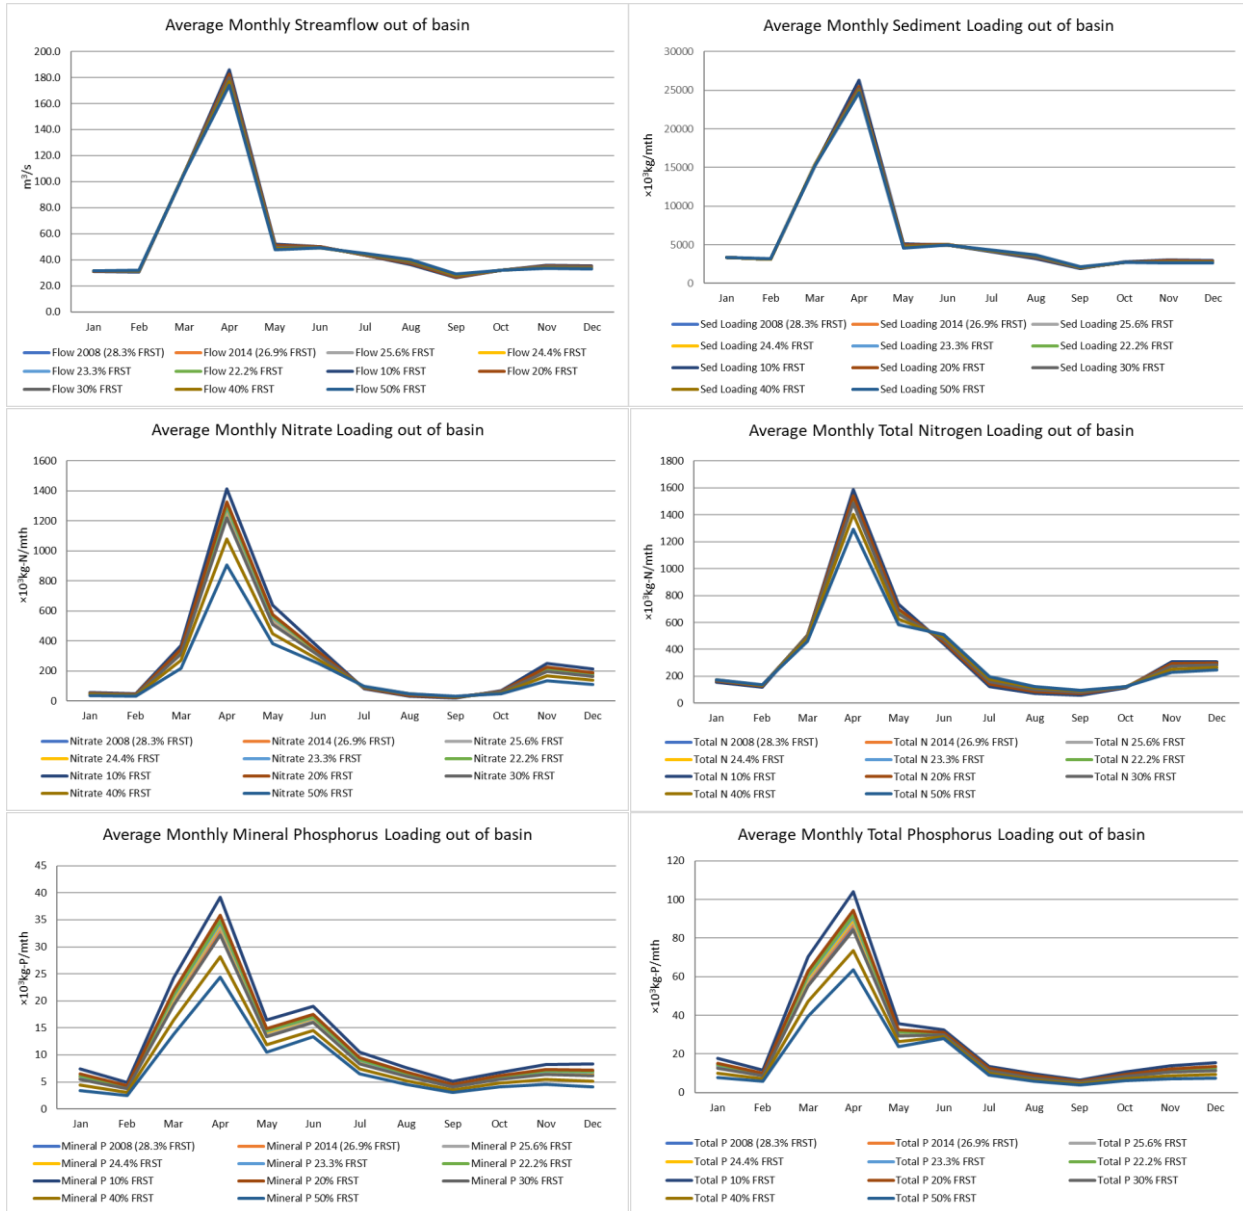 Average Monthly Streamflow out of basin
m³/s
200.0
180.0
160.0
140.0
120.0
100.0
80.0
60.0
40.0
20.0
0.0
Jan Feb Mar Apr May Jun Jul Aug Sep Oct Nov Dec
Flow 2008 (28.3% FRST) Flow 2014 (26.9% FRST) Flow 25.6% FRST Flow 24.4% FRST
Flow 23.3% FRST Flow 22.2% FRST Flow 10% FRST Flow 20% FRST
Flow 30% FRST Flow 40% FRST Flow 50% FRST
Average Monthly Sediment Loading out of basin
×10³kg/mth
30000
25000
20000
15000
10000
5000
0
Jan Feb Mar Apr May Jun Jul Aug Sep Oct Nov Dec
Sed Loading 2008 (28.3% FRST) Sed Loading 2014 (26.9% FRST) Sed Loading 25.6% FRST
Sed Loading 24.4% FRST Sed Loading 23.3% FRST Sed Loading 22.2% FRST
Sed Loading 10% FRST Sed Loading 20% FRST Sed Loading 30% FRST
Sed Loading 40% FRST Sed Loading 50% FRST
Average Monthly Nitrate Loading out of basin
×10³kg-N/mth
1600
1400
1200
1000
800
600
400
200
0
Jan Feb Mar Apr May Jun Jul Aug Sep Oct Nov Dec
Nitrate 2008 (28.3% FRST) Nitrate 2014 (26.9% FRST) Nitrate 25.6% FRST
Nitrate 24.4% FRST Nitrate 23.3% FRST Nitrate 22.2% FRST
Nitrate 10% FRST Nitrate 20% FRST Nitrate 30% FRST
Nitrate 40% FRST Nitrate 50% FRST
Average Monthly Total Nitrogen Loading out of basin
×10³kg-N/mth
1800
1600
1400
1200
1000
800
600
400
200
0
Jan Feb Mar Apr May Jun Jul Aug Sep Oct Nov Dec
Total N 2008 (28.3% FRST) Total N 2014 (26.9% FRST) Total N 25.6% FRST
Total N 24.4% FRST Total N 23.3% FRST Total N 22.2% FRST
Total N 10% FRST Total N 20% FRST Total N 30% FRST
Total N 40% FRST Total N 50% FRST
Average Monthly Mineral Phosphorus Loading out of basin
×10³kg-P/mth
45
40
35
30
25
20
15
10
5
0
Jan Feb Mar Apr May Jun Jul Aug Sep Oct Nov Dec
Mineral P 2008 (28.3% FRST) Mineral P 2014 (26.9% FRST) Mineral P 25.6% FRST
Mineral P 24.4% FRST Mineral P 23.3% FRST Mineral P 22.2% FRST
Mineral P 10% FRST Mineral P 20% FRST Mineral P 30% FRST
Mineral P 40% FRST Mineral P 50% FRST
Average Monthly Total Phosphorus Loading out of basin
×10³kg-P/mth
120
100
80
60
40
20
0
Jan Feb Mar Apr May Jun Jul Aug Sep Oct Nov Dec
Total P 2008 (28.3% FRST) Total P 2014 (26.9% FRST) Total P 25.6% FRST
Total P 24.4% FRST Total P 23.3% FRST Total P 22.2% FRST
Total P 10% FRST Total P 20% FRST Total P 30% FRST
Total P 40% FRST Total P 50% FRST